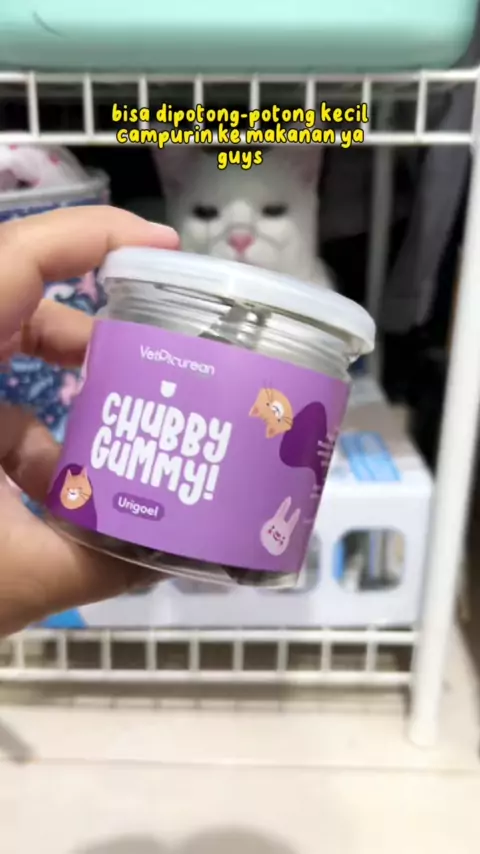 bisa dipotong-potong kecil
campurin ke makanan ya
guys
VetPicurean
CHUBBY
GUMMY!
Urigoel